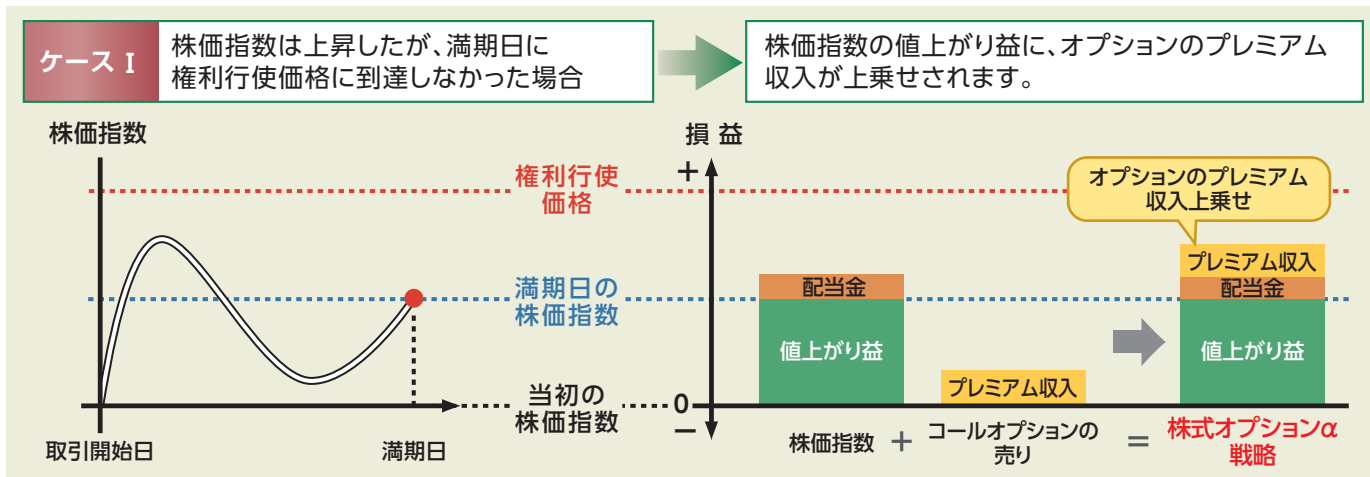 ケース I
株価指数は上昇したが、満期日に
権利行使価格に到達しなかった場合
株価指数の値上がり益に、オプションのプレミアム
収入が上乗せされます。
株価指数
権利行使
価格
満期日の
株価指数
当初の
株価指数
取引開始日
満期日
損 益
＋
0
－
オプションのプレミアム
収入上乗せ
配当金
値上がり益
プレミアム収入
プレミアム収入
配当金
値上がり益
株価指数
＋
コールオプションの
売り
＝
株式オプションα
戦略